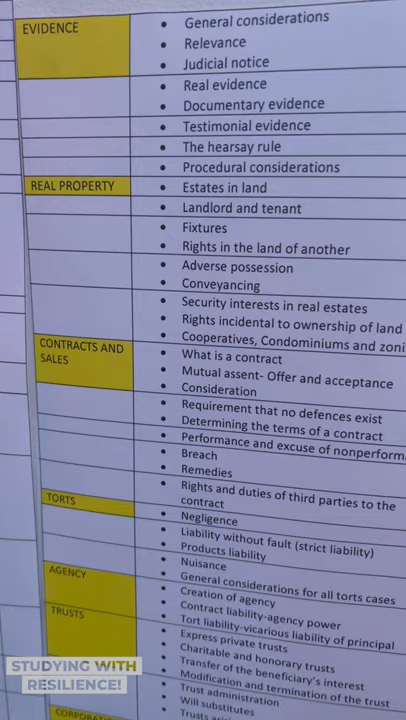 EVIDENCE
• General considerations
• Relevance
• Judicial notice
• Real evidence
• Documentary evidence
• Testimonial evidence
• The hearsay rule
• Procedural considerations
REAL PROPERTY
• Estates in land
• Landlord and tenant
• Fixtures
• Rights in the land of another
• Adverse possession
• Conveyancing
• Security interests in real estates
• Rights incidental to ownership of land
• Cooperatives, Condominiums and zoni
CONTRACTS AND
SALES
• What is a contract
• Mutual assent- Offer and acceptance
• Consideration
• Requirement that no defences exist
• Determining the terms of a contract
• Performance and excuse of nonperform
• Breach
• Remedies
• Rights and duties of third parties to the
contract
TORTS
• Negligence
• Liability without fault (strict liability)
• Products liability
• Nuisance
• General considerations for all torts cases
AGENCY
• Creation of agency
• Contract liability-agency power
• Tort liability-vicarious liability of principal
TRUSTS
• Express private trusts
• Charitable and honorary trusts
• Transfer of the beneficiary's interest
• Modification and termination of the trust
• Trust administration
• Will substitutes
• Trusts
STUDYING WITH
RESILIENCE!